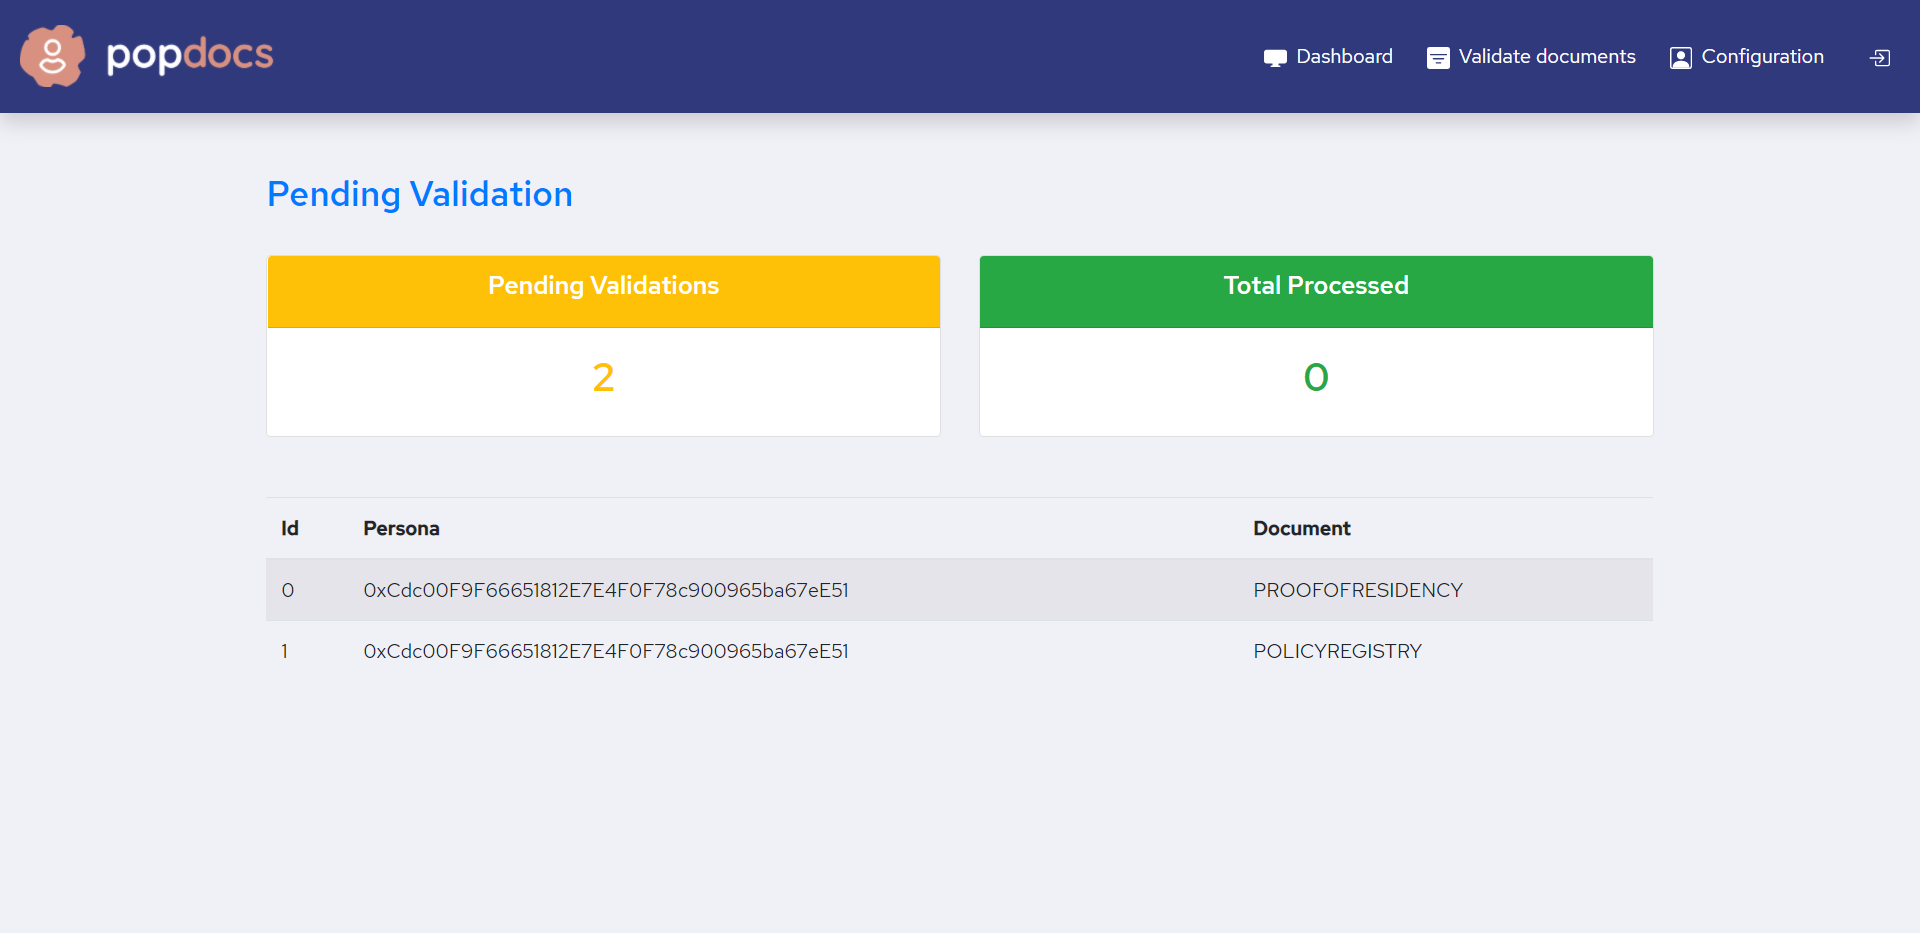 popdocs
Dashboard
Validate documents
Configuration
Pending Validation
Pending Validations
Total Processed
2
0
Id Persona Document
0 0xCdc00F9F66651812E7E4F0F78c900965ba67eE51 PROOFOFRESIDENCY
1 0xCdc00F9F66651812E7E4F0F78c900965ba67eE51 POLICYREGISTRY